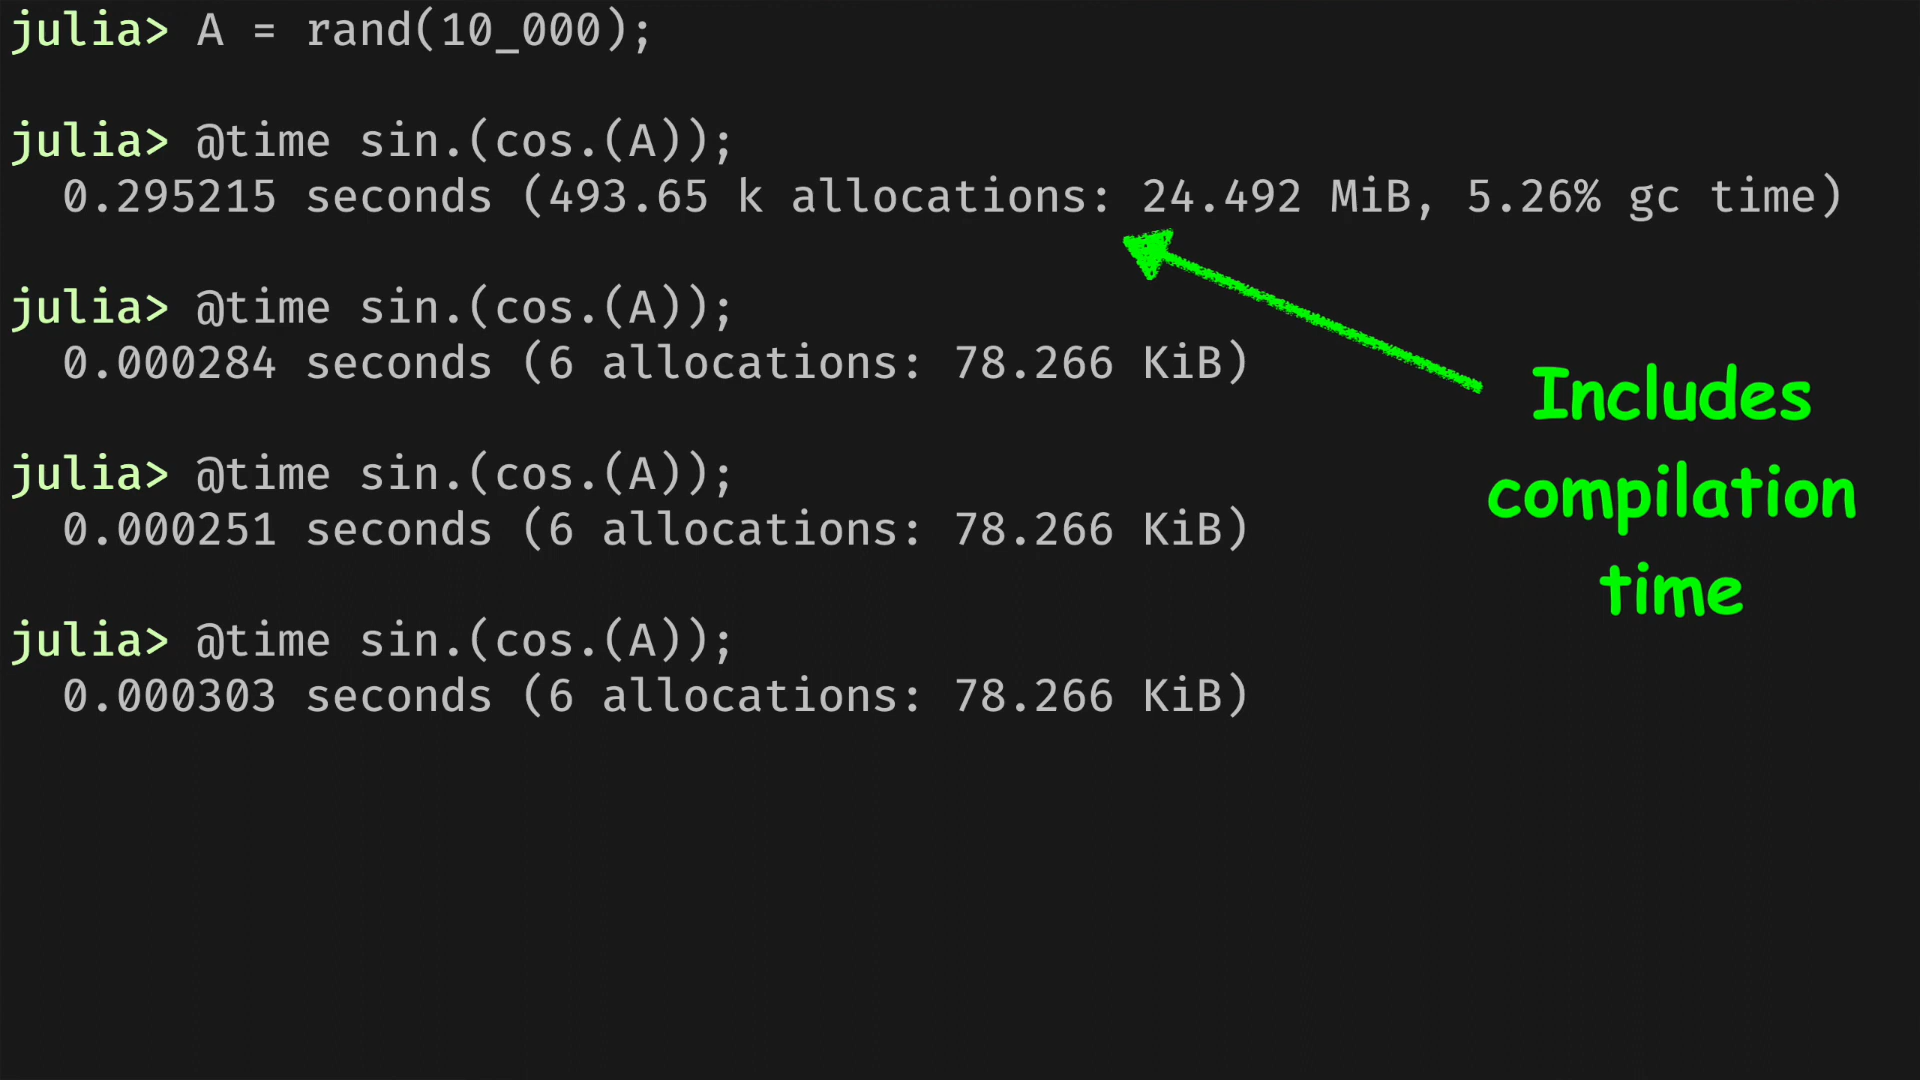 julia> A = rand(10_000);
julia> @time sin.(cos.(A));
0.295215 seconds (493.65 k allocations: 24.492 MiB, 5.26% gc time)
julia> @time sin.(cos.(A));
0.000284 seconds (6 allocations: 78.266 KiB)
julia> @time sin.(cos.(A));
0.000251 seconds (6 allocations: 78.266 KiB)
julia> @time sin.(cos.(A));
0.000303 seconds (6 allocations: 78.266 KiB)
Includes
compilation
time